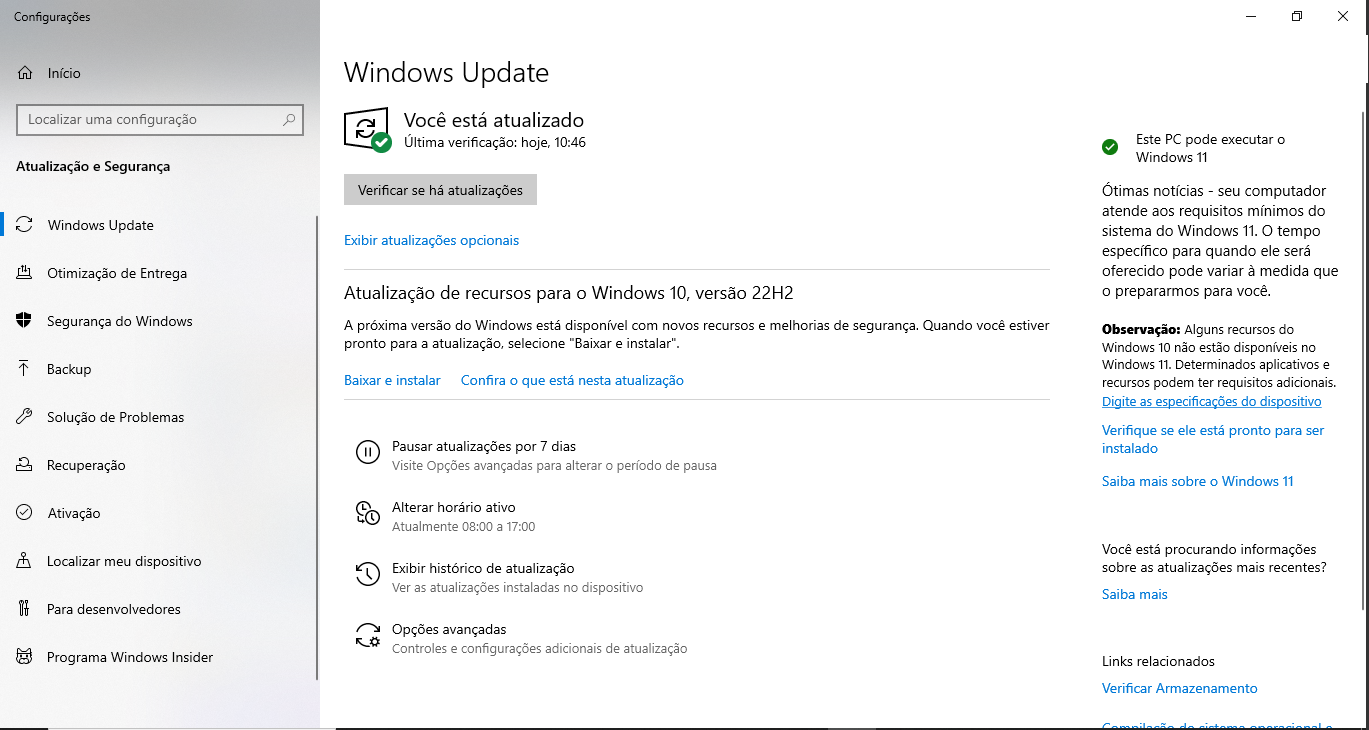 Configurações
Início
Localizar uma configuração
Atualização e Segurança
Windows Update
Otimização de Entrega
Segurança do Windows
Backup
Solução de Problemas
Recuperação
Ativação
Localizar meu dispositivo
Para desenvolvedores
Programa Windows Insider
Windows Update
Você está atualizado
Última verificação: hoje, 10:46
Verificar se há atualizações
Exibir atualizações opcionais
Atualização de recursos para o Windows 10, versão 22H2
A próxima versão do Windows está disponível com novos recursos e melhorias de segurança. Quando você estiver
pronto para a atualização, selecione "Baixar e instalar".
Baixar e instalar Confira o que está nesta atualização
Pausar atualizações por 7 dias
Visite Opções avançadas para alterar o período de pausa
Alterar horário ativo
Atualmente 08:00 a 17:00
Exibir histórico de atualização
Ver as atualizações instaladas no dispositivo
Opções avançadas
Controles e configurações adicionais de atualização
Este PC pode executar o
Windows 11
Ótimas notícias - seu computador
atende aos requisitos mínimos do
sistema do Windows 11. O tempo
específico para quando ele será
oferecido pode variar à medida que
o prepararmos para você.
Observação: Alguns recursos do
Windows 10 não estão disponíveis no
Windows 11. Determinados aplicativos e
recursos podem ter requisitos adicionais.
Digite as especificações do dispositivo
Verifique se ele está pronto para ser
instalado
Saiba mais sobre o Windows 11
Você está procurando informações
sobre as atualizações mais recentes?
Saiba mais
Links relacionados
Verificar Armazenamento
Compilação do sistema operacional e